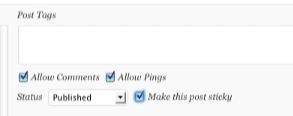 Post Tags
Allow Comments Allow Pings
Status Published Make this post sticky